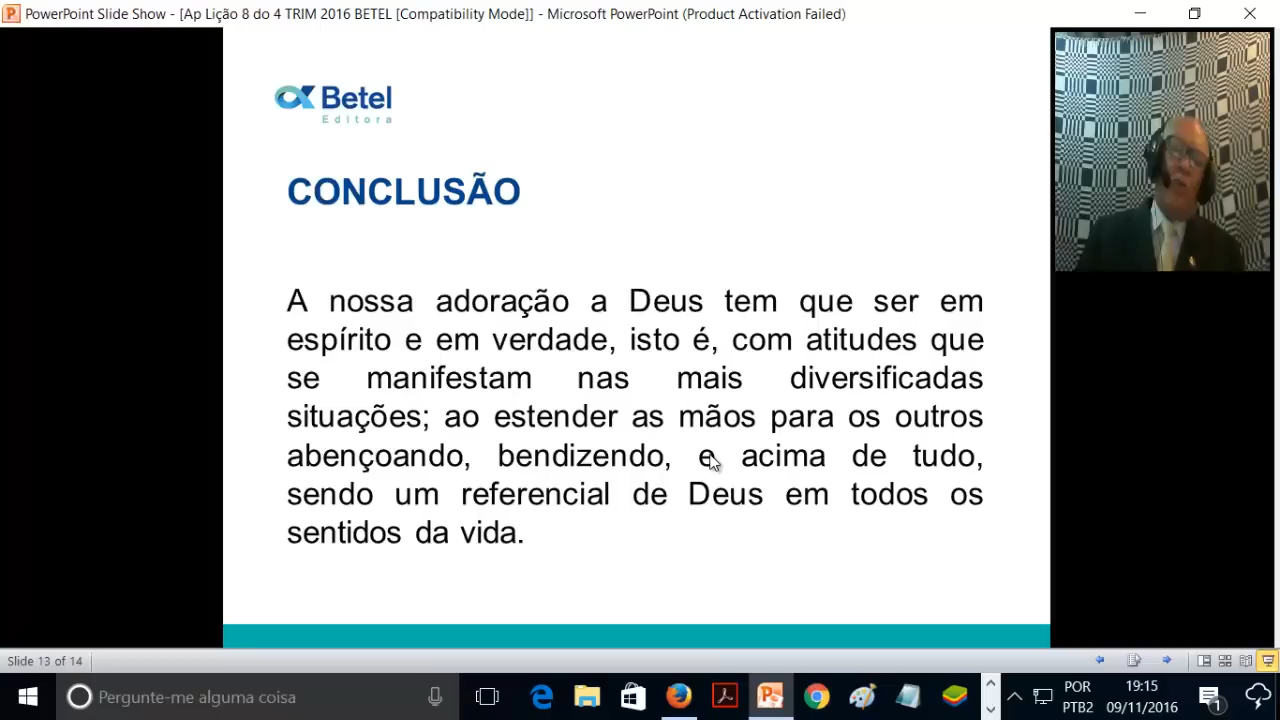 PowerPoint Slide Show - [Ap Lição 8 do 4 TRIM 2016 BETEL [Compatibility Mode]] - Microsoft PowerPoint (Product Activation Failed)
Betel
Editora
CONCLUSÃO
A nossa adoração a Deus tem que ser em
espírito e em verdade, isto é, com atitudes que
se manifestam nas mais diversificadas
situações; ao estender as mãos para os outros
abençoando, bendizendo, e acima de tudo,
sendo um referencial de Deus em todos os
sentidos da vida.
Slide 13 of 14
Pergunte-me alguma coisa
POR
PTB2
19:15
09/11/2016
1